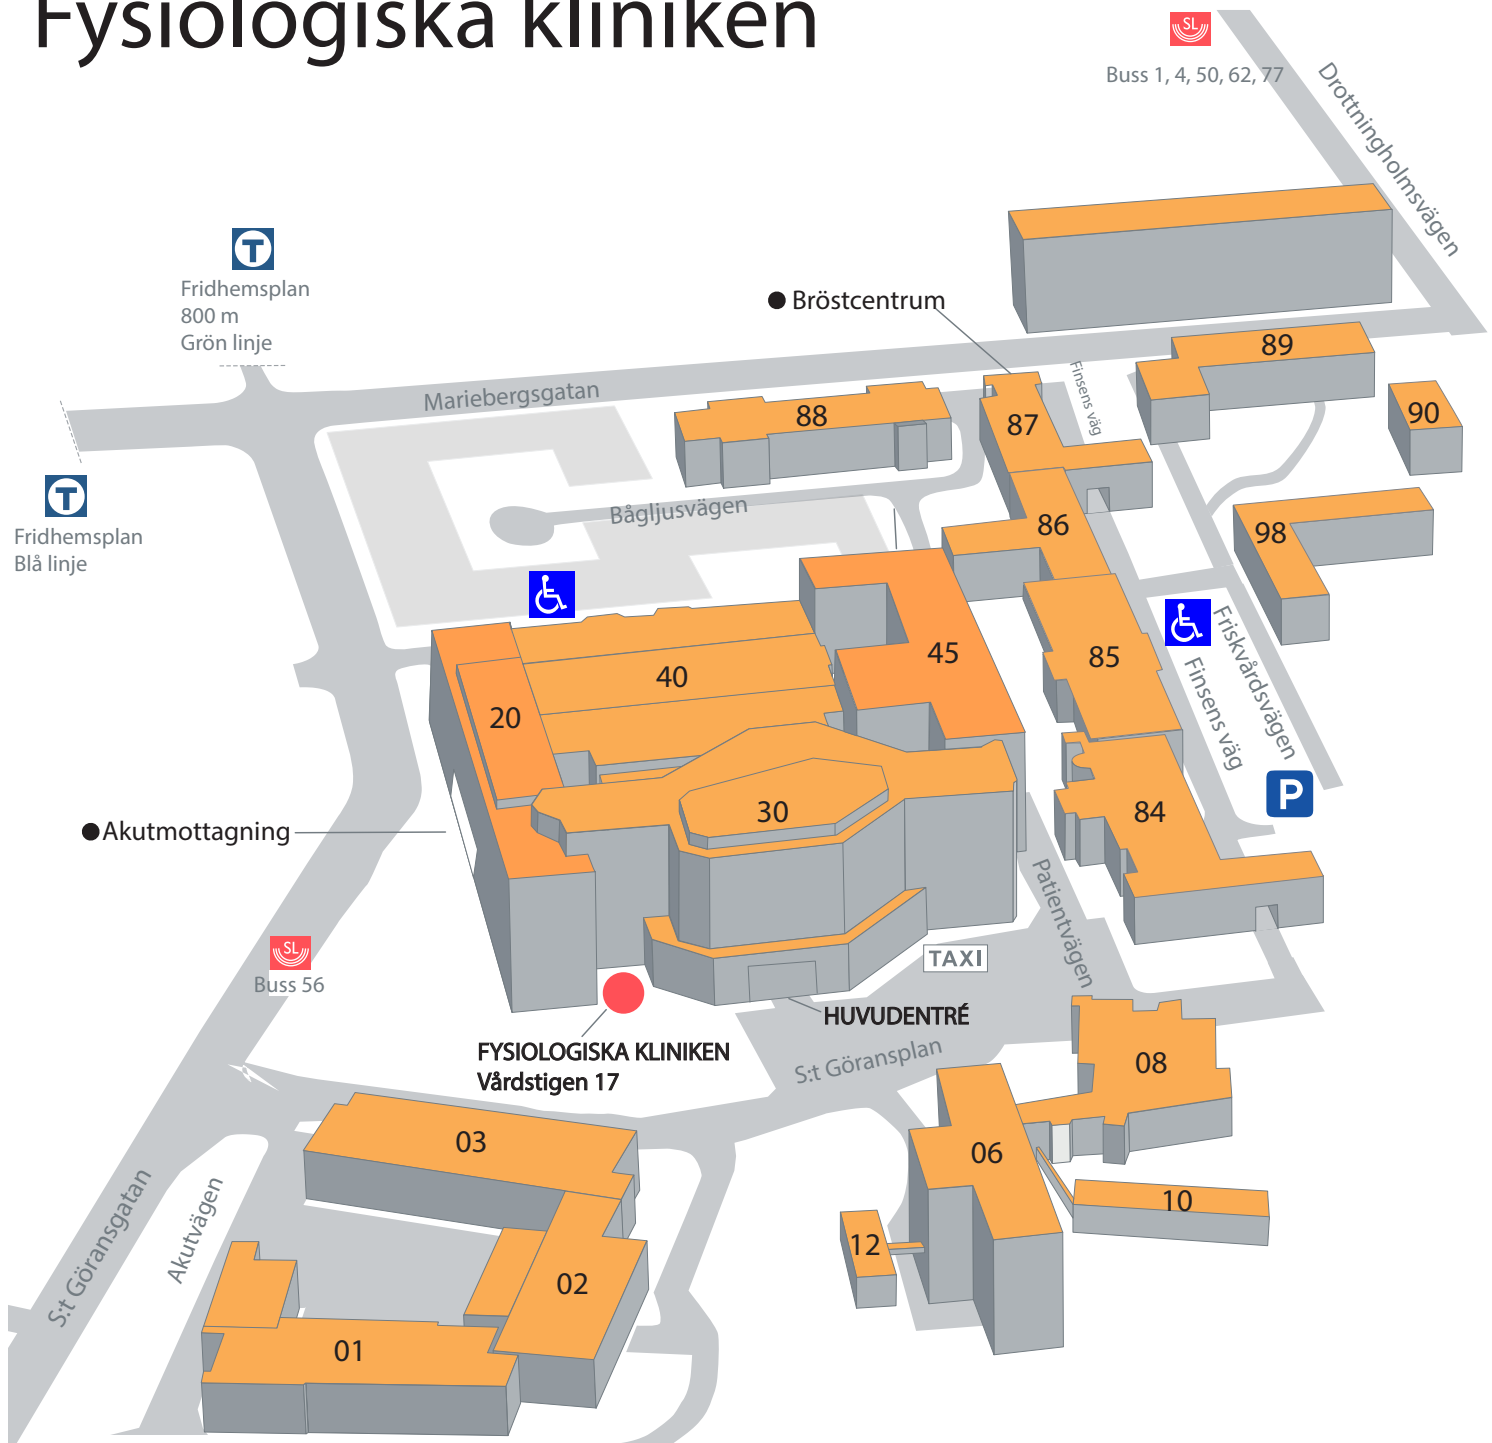 Fysiologiska kliniken
SL
Buss 1, 4, 50, 62, 77
Drottningholmsvägen
T
Fridhemsplan
800 m
Grön linje
Bröstcentrum
Mariebergsgatan
Finsens väg
89
88
87
90
T
Fridhemsplan
Blå linje
Bågljusvägen
86
98
45
40
20
85
Friskvårdsvägen
Finsens väg
P
30
84
Akutmottagning
Patientvägen
TAXI
SL
Buss 56
HUVUDENTRÉ
FYSIOLOGISKA KLINIKEN
Vårdstigen 17
S:t Göransplan
08
03
06
10
12
S:t Göransgatan
Akutvägen
02
01